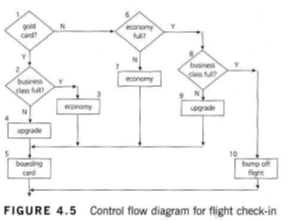 1
gold
card?
N
6
economy
full?
Y
Y
N
2
business
class full?
Y
7
economy
8
business
class full?
Y
N
3
economy
N
9
upgrade
4
upgrade
5
boarding
card
10
bump off
flight
FIGURE 4.5 Control flow diagram for flight check-in